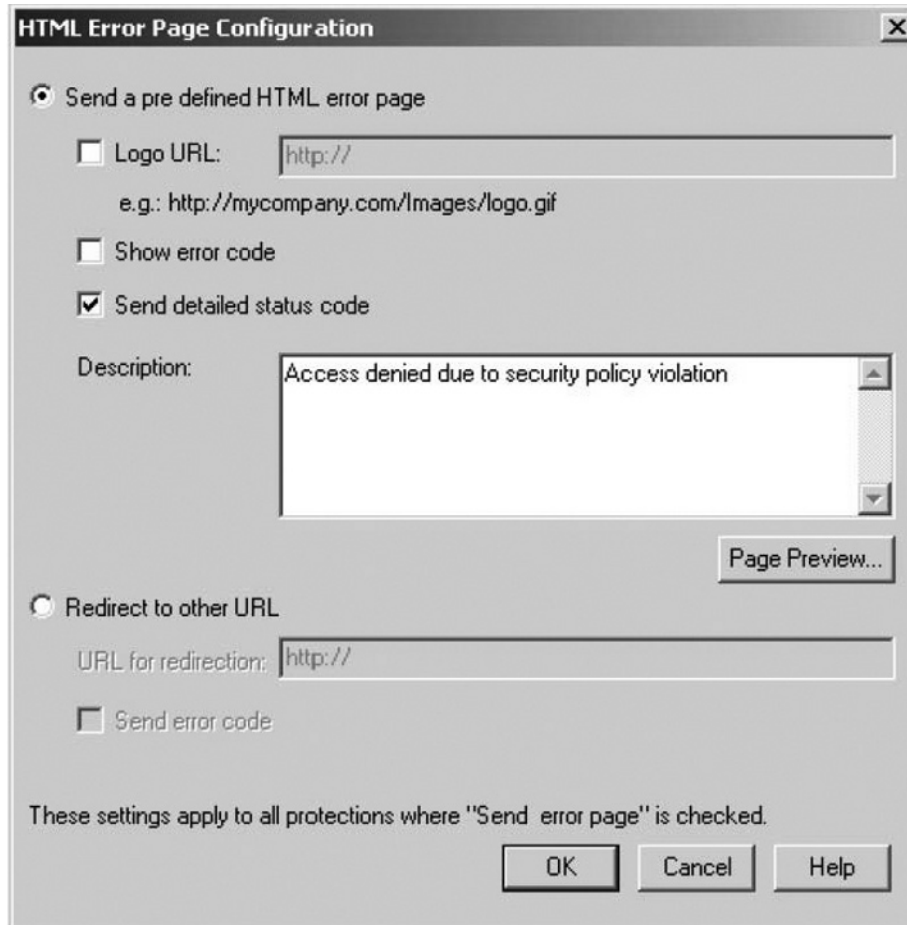 HTML Error Page Configuration
Send a pre defined HTML error page
Logo URL: http://
e.g.: http://mycompany.com/Images/logo.gif
Show error code
Send detailed status code
Description: Access denied due to security policy violation
Page Preview...
Redirect to other URL
URL for redirection: http://
Send error code
These settings apply to all protections where "Send error page" is checked.
OK Cancel Help